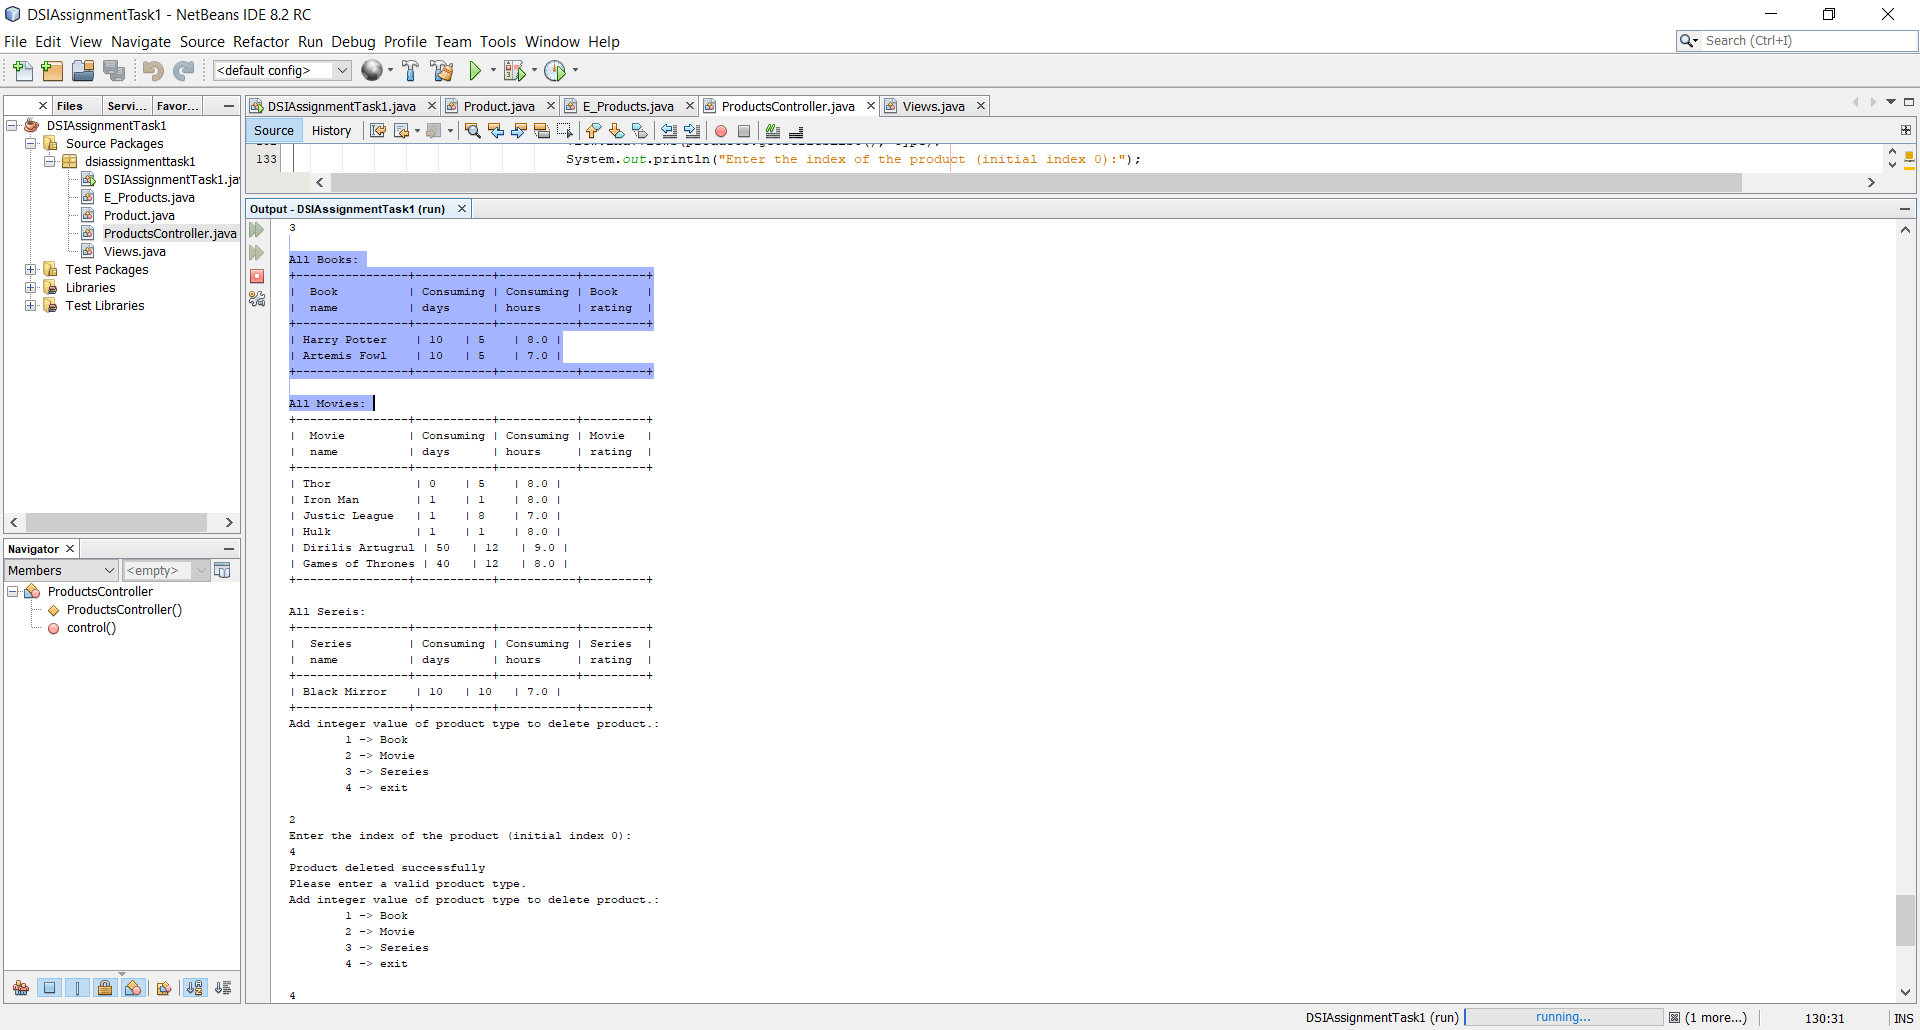 DSIAssignmentTask1 - NetBeans IDE 8.2 RC
File Edit View Navigate Source Refactor Run Debug Profile Team Tools Window Help
Search (Ctrl+I)
<default config>
Files Servi... Favor...
DSIAssignmentTask1
Source Packages
dsiassignmenttask1
DSIAssignmentTask1.ja
E_Products.java
Product.java
ProductsController.java
Views.java
Test Packages
Libraries
Test Libraries
Navigator
Members <empty>
ProductsController
ProductsController()
control()
DSIAssignmentTask1.java Product.java E_Products.java ProductsController.java Views.java
Source History
133 System.out.println("Enter the index of the product (initial index 0):");
Output - DSIAssignmentTask1 (run)
3
All Books:
+----------------+-----------+-----------+---------+
|  Book          | Consuming | Consuming | Book    |
|  name          | days      | hours     | rating  |
+----------------+-----------+-----------+---------+
| Harry Potter    | 10   | 5    | 8.0 |
| Artemis Fowl    | 10   | 5    | 7.0 |
+----------------+-----------+-----------+---------+
All Movies:
+----------------+-----------+-----------+---------+
|  Movie         | Consuming | Consuming | Movie   |
|  name          | days      | hours     | rating  |
+----------------+-----------+-----------+---------+
| Thor            | 0    | 5    | 8.0 |
| Iron Man        | 1    | 1    | 8.0 |
| Justic League   | 1    | 8    | 7.0 |
| Hulk            | 1    | 1    | 8.0 |
| Dirilis Artugrul | 50   | 12   | 9.0 |
| Games of Thrones | 40   | 12   | 8.0 |
+----------------+-----------+-----------+---------+
All Sereis:
+----------------+-----------+-----------+---------+
|  Series        | Consuming | Consuming | Series  |
|  name          | days      | hours     | rating  |
+----------------+-----------+-----------+---------+
| Black Mirror    | 10   | 10   | 7.0 |
+----------------+-----------+-----------+---------+
Add integer value of product type to delete product.:
1 -> Book
2 -> Movie
3 -> Sereies
4 -> exit
2
Enter the index of the product (initial index 0):
4
Product deleted successfully
Please enter a valid product type.
Add integer value of product type to delete product.:
1 -> Book
2 -> Movie
3 -> Sereies
4 -> exit
4
DSIAssignmentTask1 (run) running... (1 more...) 130:31 INS